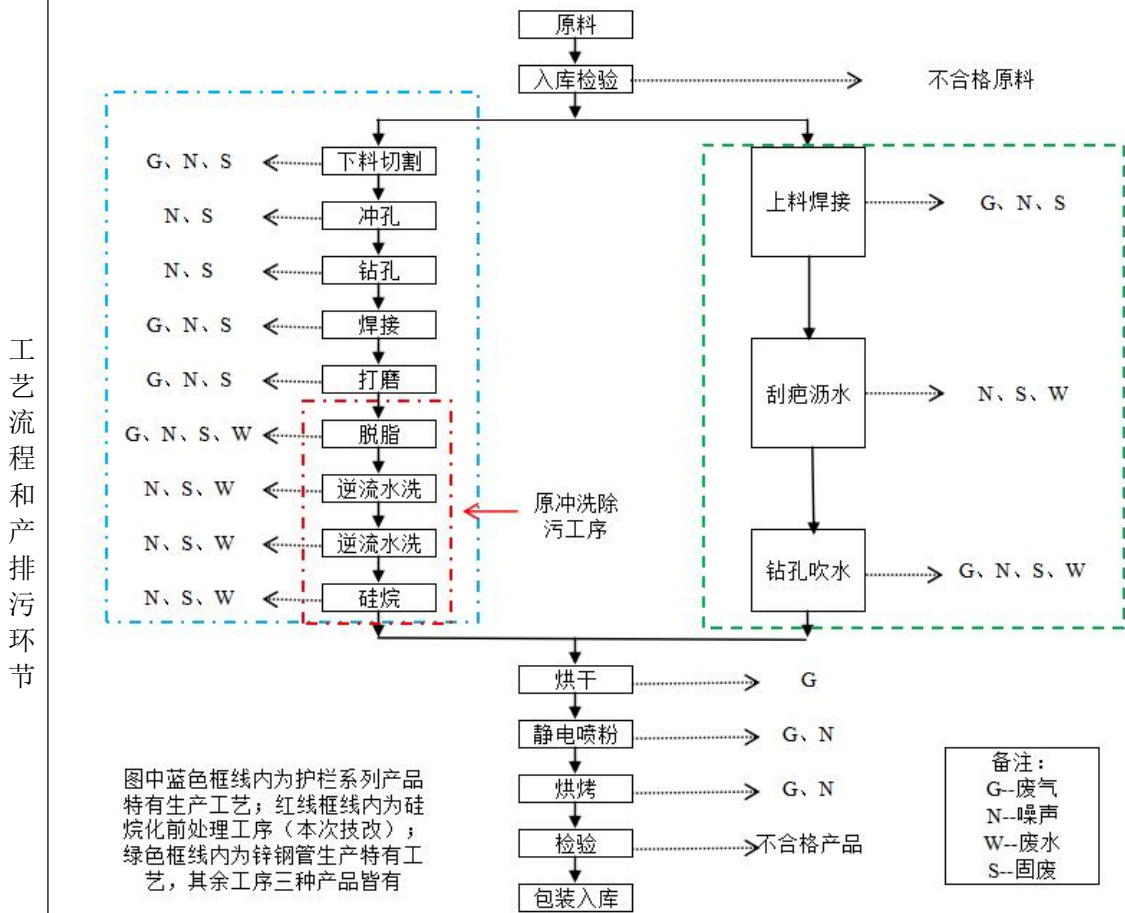 工艺流程和产排污环节
原料
入库检验
不合格原料
下料切割
G、N、S
冲孔
N、S
钻孔
N、S
焊接
G、N、S
打磨
G、N、S
脱脂
G、N、S、W
逆流水洗
N、S、W
逆流水洗
N、S、W
硅烷
N、S、W
原冲洗除
污工序
上料焊接
G、N、S
刮疤沥水
N、S、W
钻孔吹水
G、N、S、W
烘干
G
静电喷粉
G、N
烘烤
G、N
检验
不合格产品
包装入库
图中蓝色框线内为护栏系列产品
特有生产工艺；红线框线内为硅
烷化前处理工序（本次技改）；
绿色框线内为锌钢管生产特有工
艺，其余工序三种产品皆有
备注：
G--废气
N--噪声
W--废水
S--固废